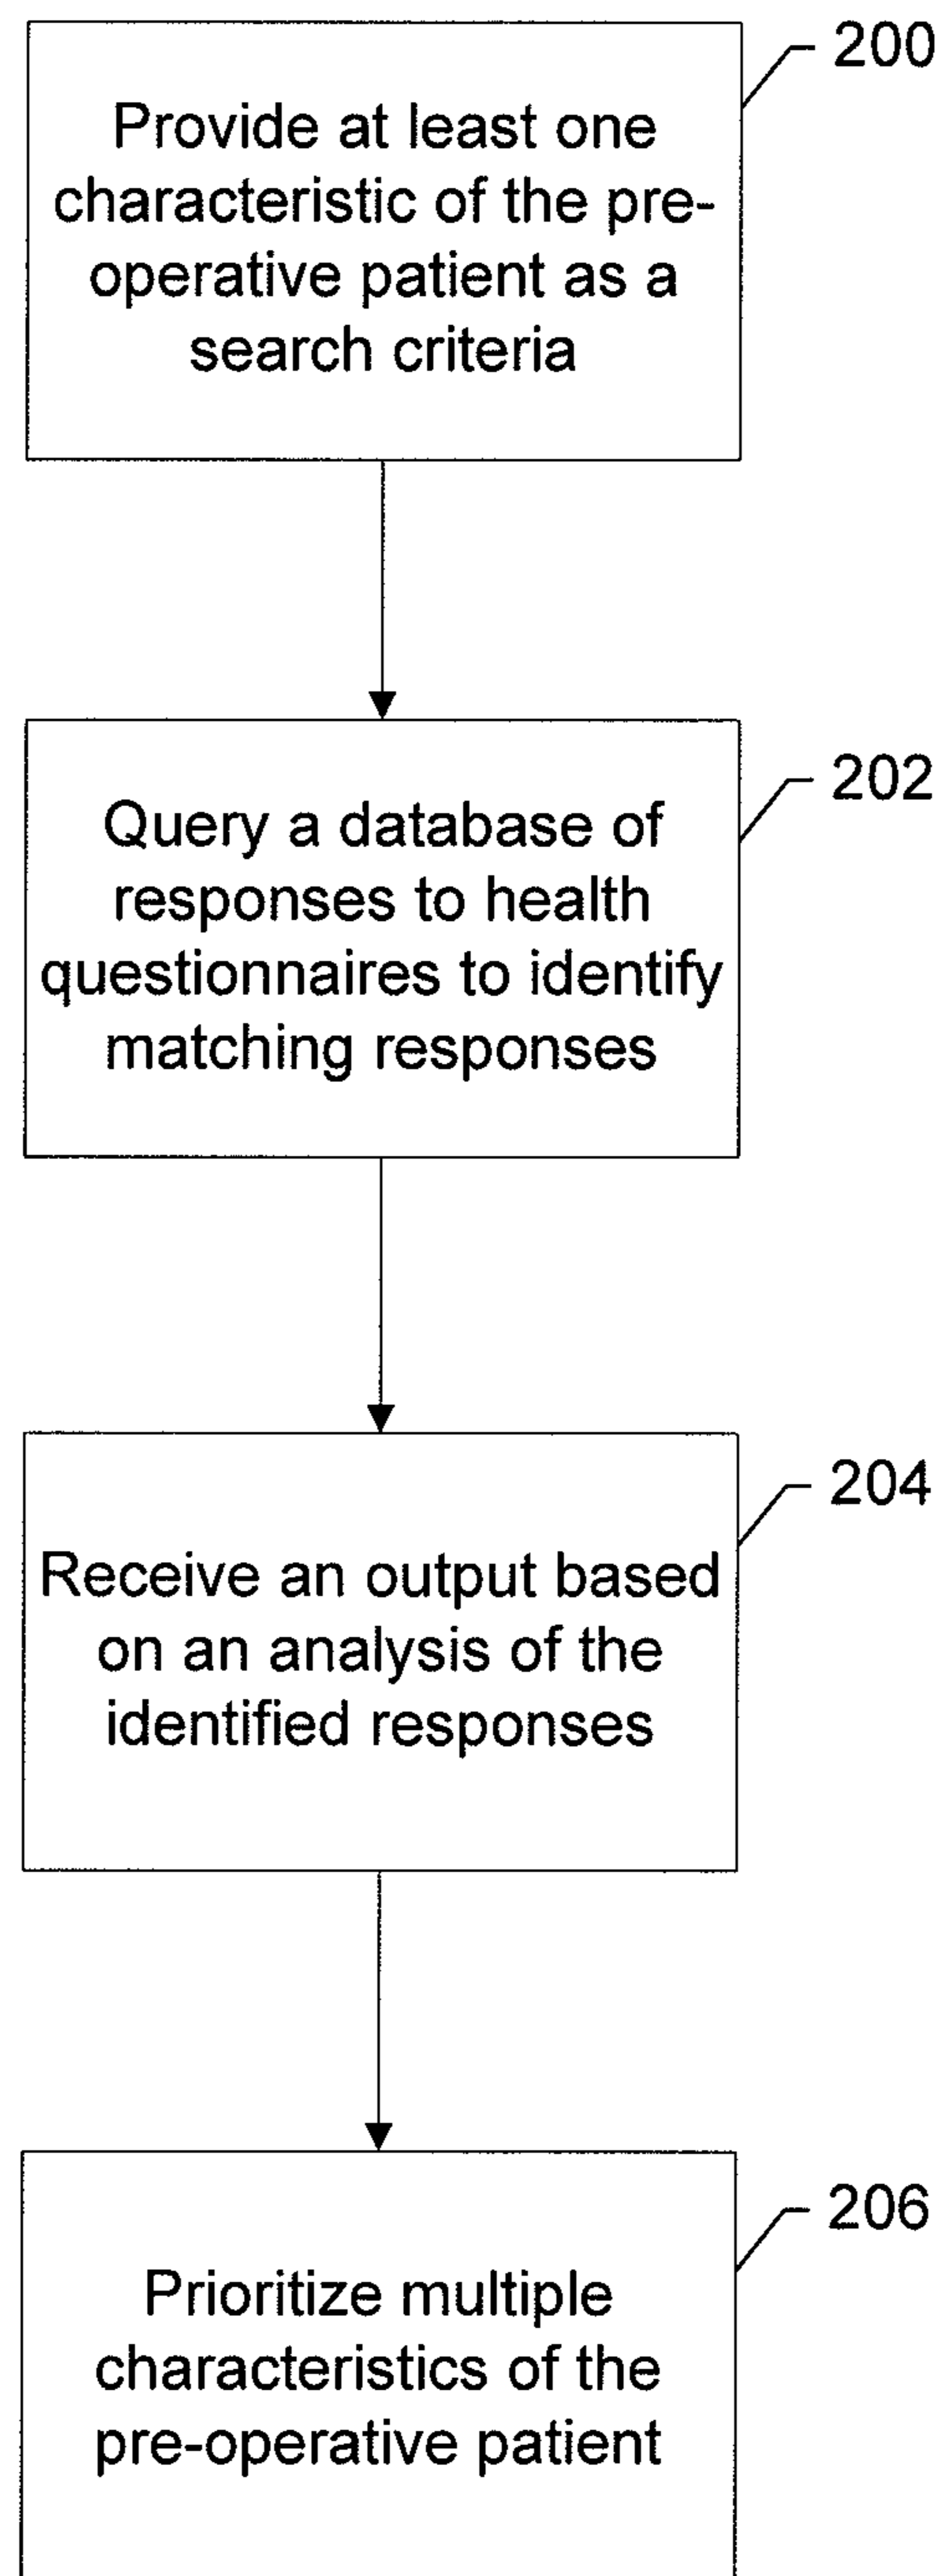 200
Provide at least one
characteristic of the pre-
operative patient as a
search criteria
202
Query a database of
responses to health
questionnaires to identify
matching responses
204
Receive an output based
on an analysis of the
identified responses
206
Prioritize multiple
characteristics of the
pre-operative patient